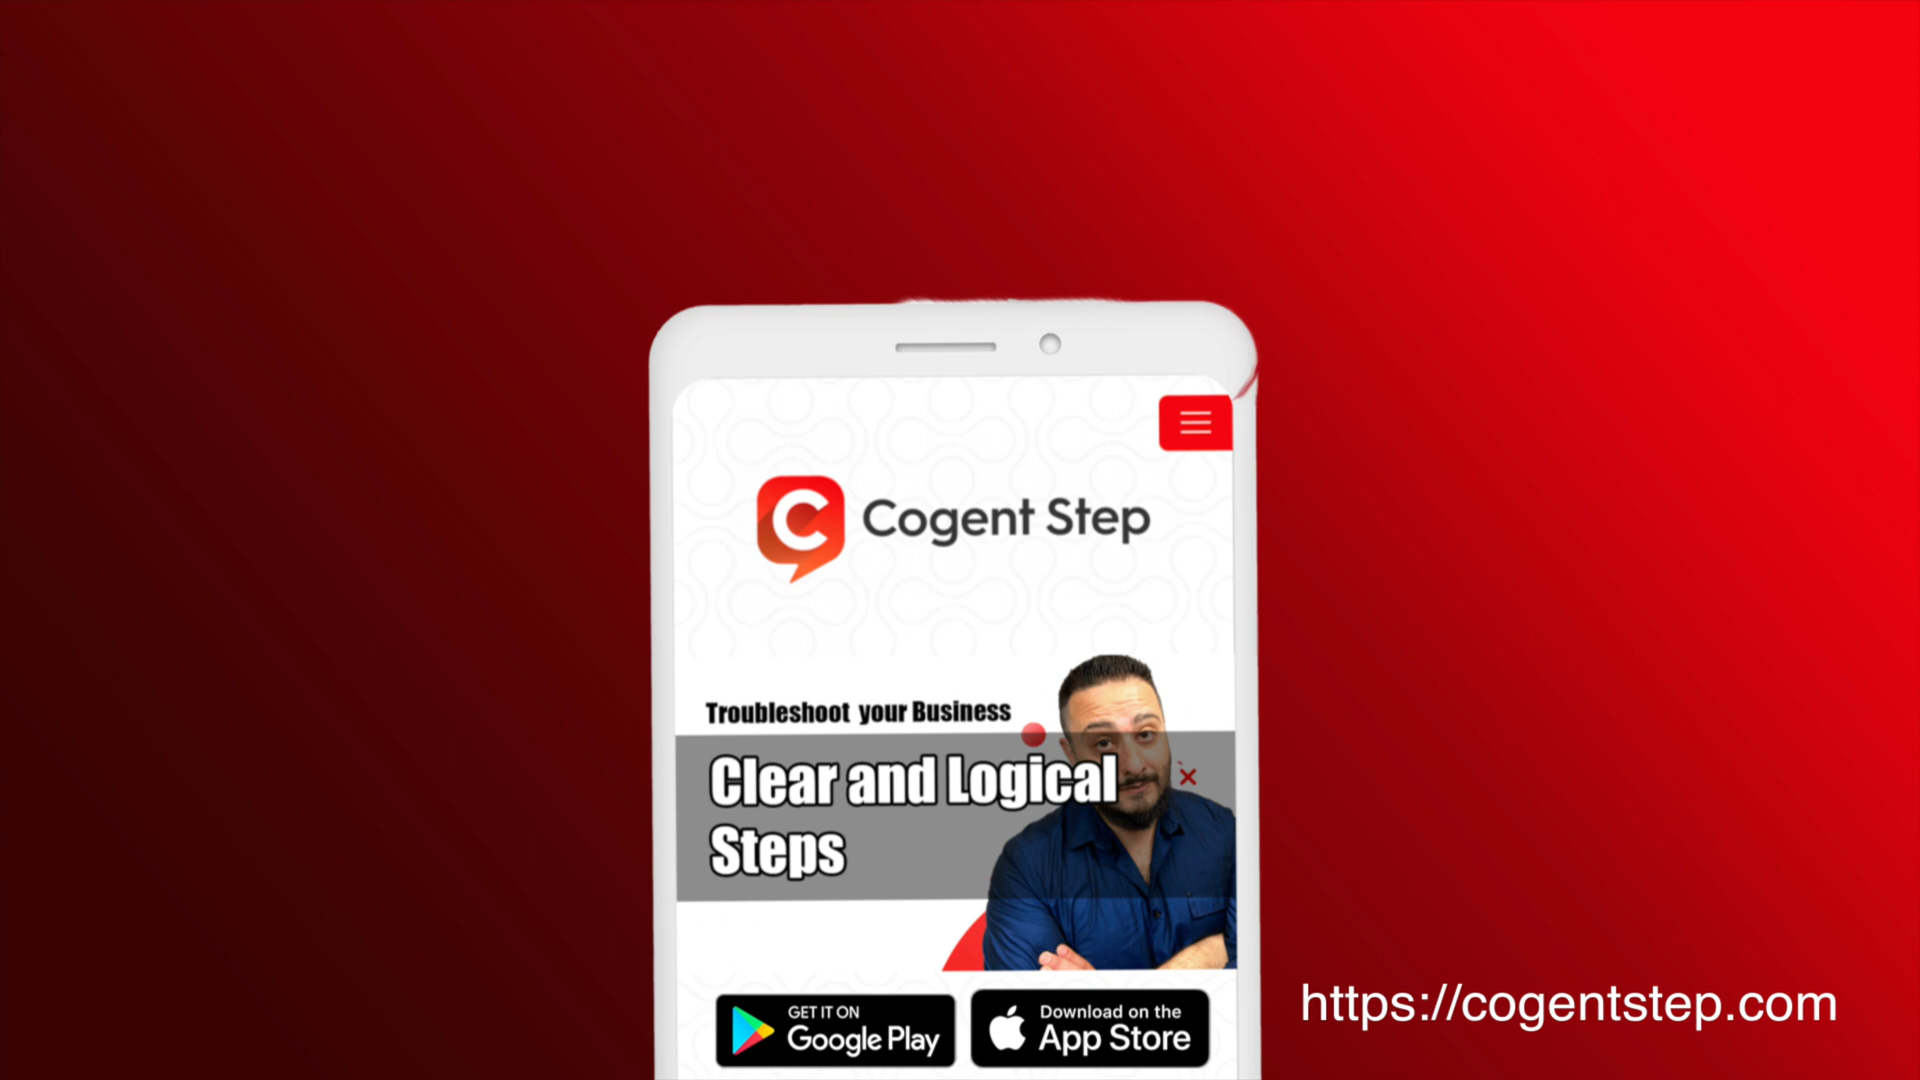 C Cogent Step
Troubleshoot your Business
Clear and Logical
Steps
GET IT ON
Google Play
Download on the
App Store
https://cogentstep.com